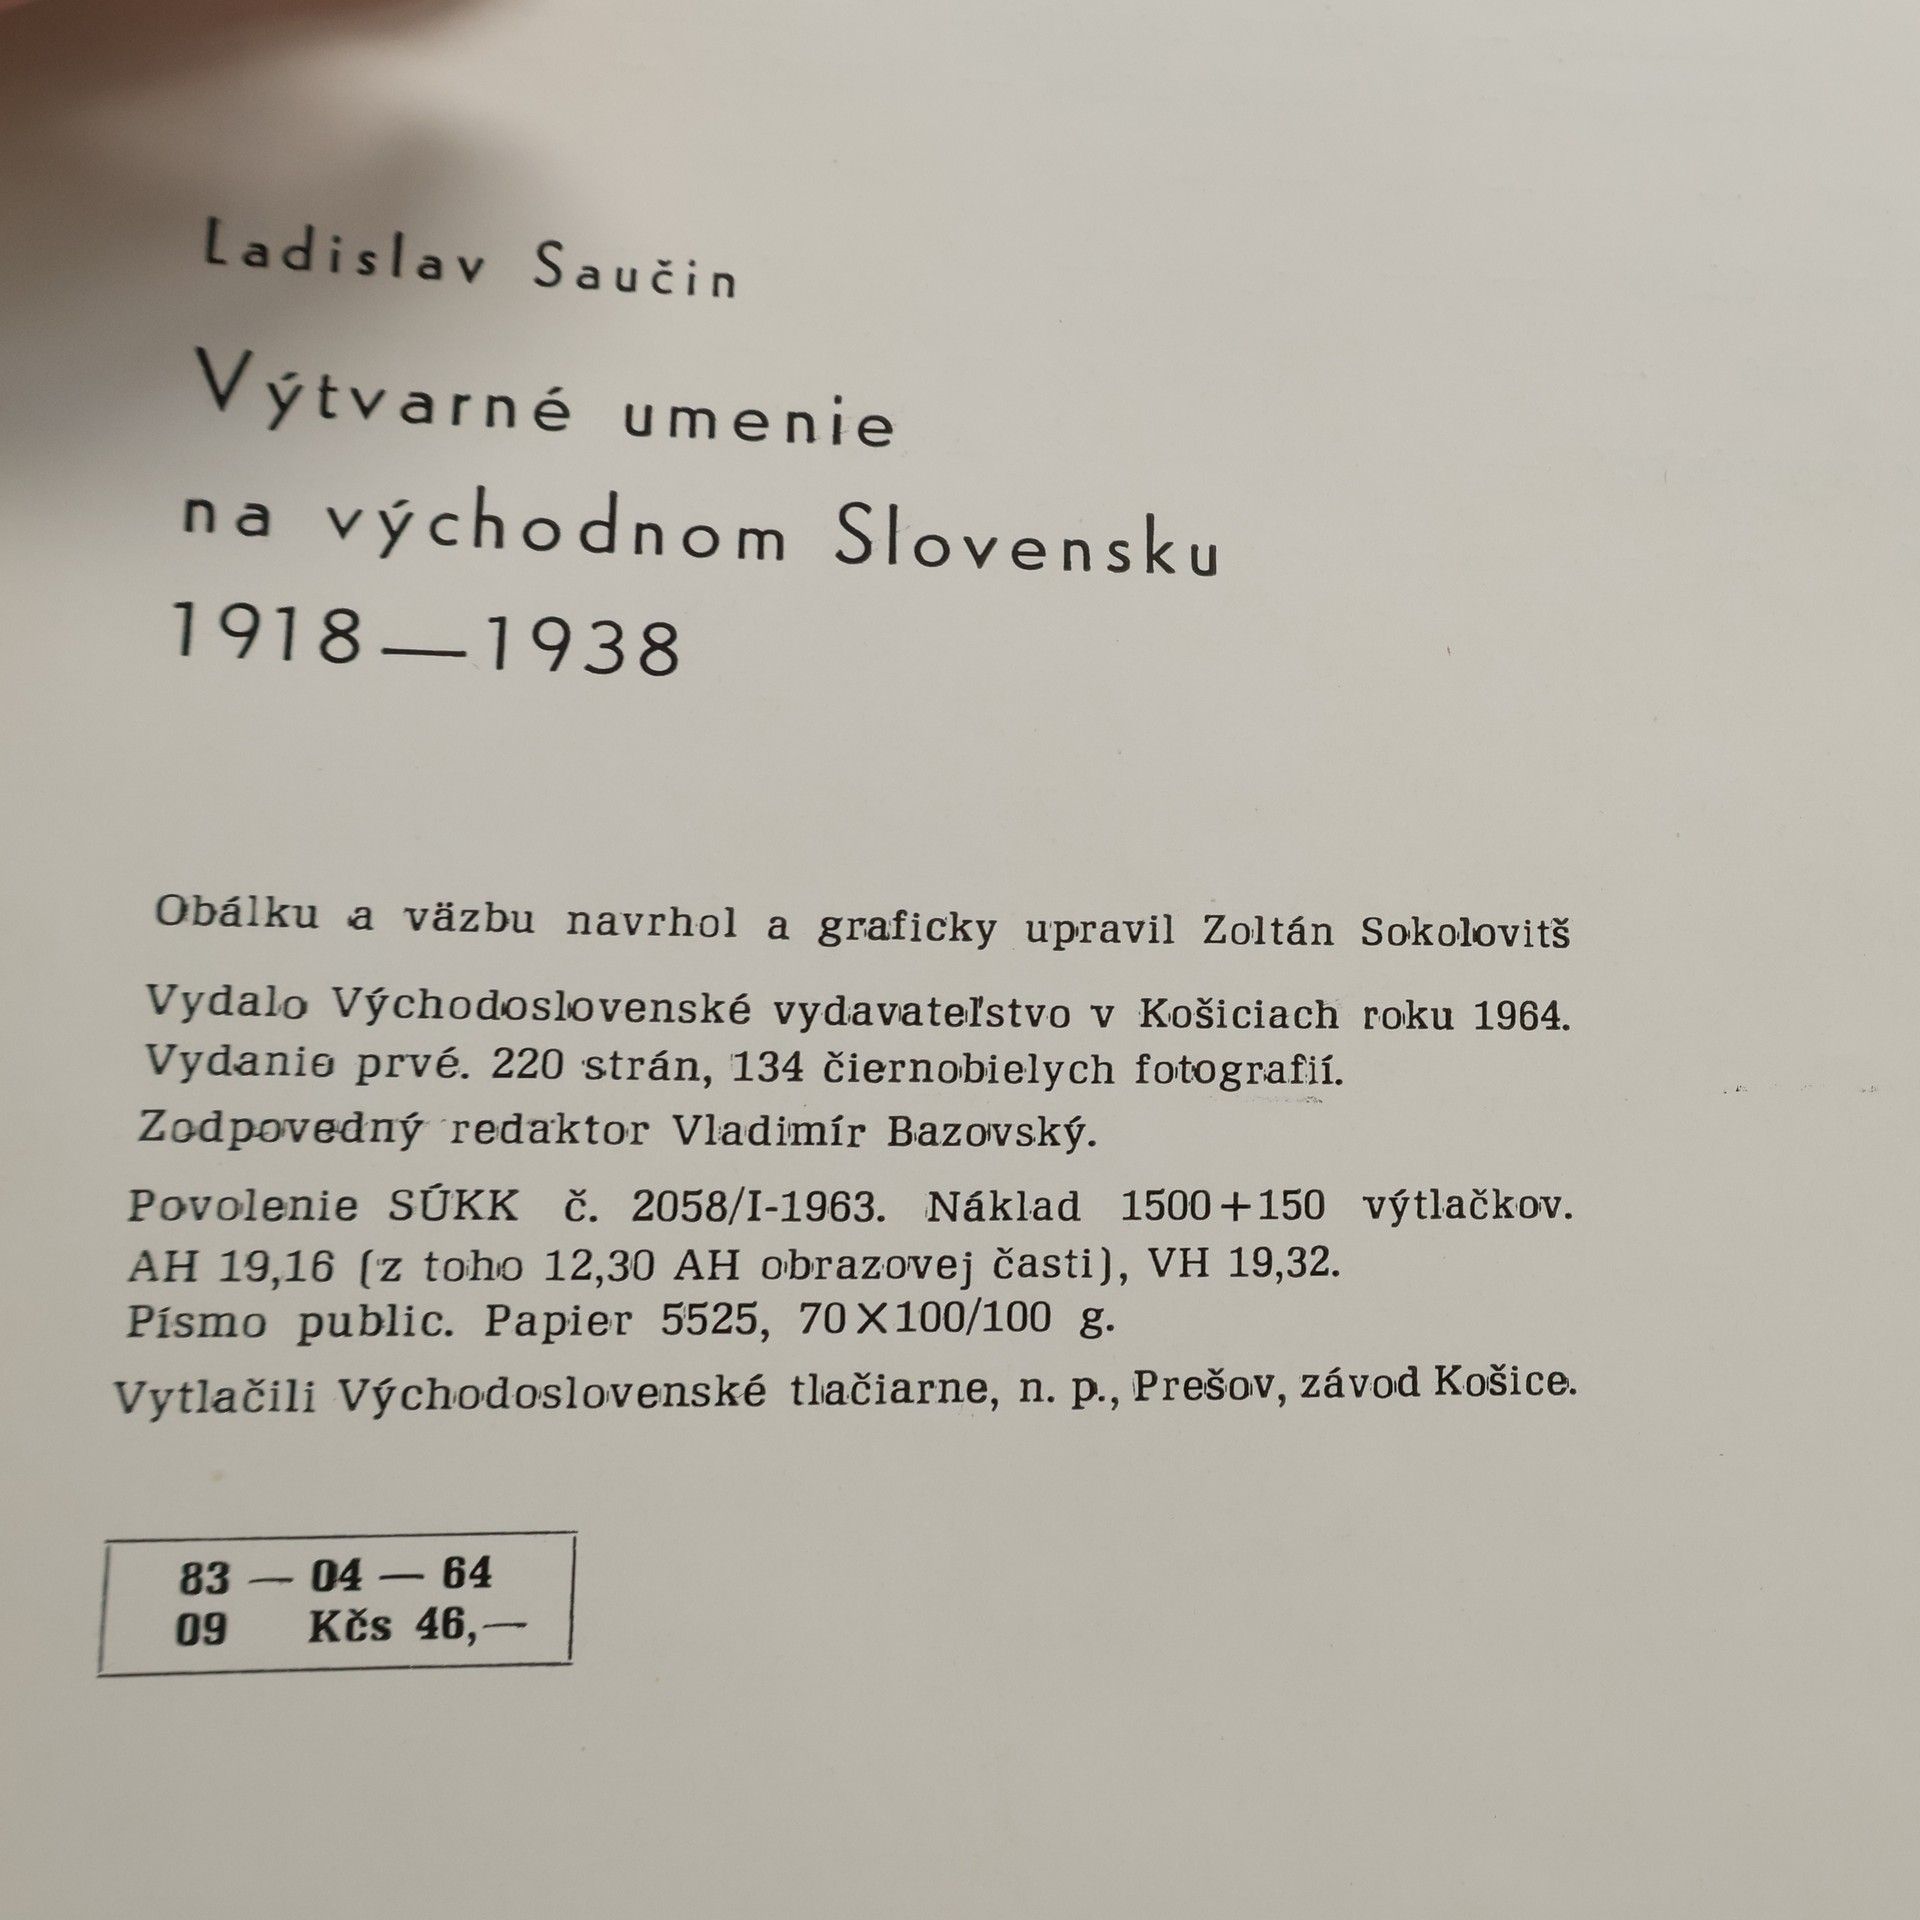 Ladislav Saučin
Výtvarné umenie
na východnom Slovensku
1918—1938
Obálku a väzbu navrhol a graficky upravil Zoltán Sokolovitš
Vydalo Východoslovenské vydavateľstvo v Košiciach roku 1964.
Vydanie prvé. 220 strán, 134 čiernobielych fotografií.
Zodpovedný redaktor Vladimír Bazovský.
Povolenie SÚKK č. 2058/I-1963. Náklad 1500+150 výtlačkov.
AH 19,16 (z toho 12,30 AH obrazovej časti), VH 19,32.
Písmo public. Papier 5525, 70×100/100 g.
Vytlačili Východoslovenské tlačiarne, n. p., Prešov, závod Košice.
83 — 04 — 64
09 Kčs 46,—